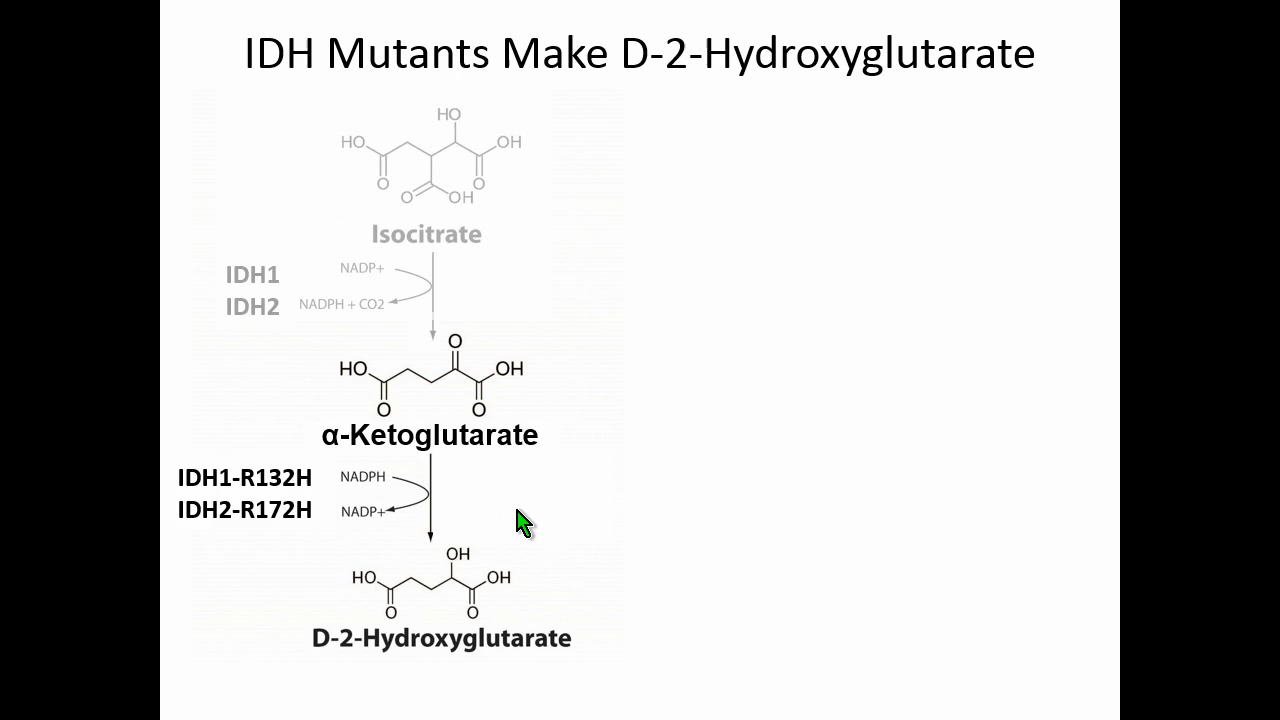 IDH Mutants Make D-2-Hydroxyglutarate
HO
HO
OH
O
O
O
OH
Isocitrate
IDH1
NADP+
IDH2
NADPH + CO2
O
HO
OH
O
O
α-Ketoglutarate
IDH1-R132H
NADPH
IDH2-R172H
NADP+
OH
HO
OH
O
O
D-2-Hydroxyglutarate